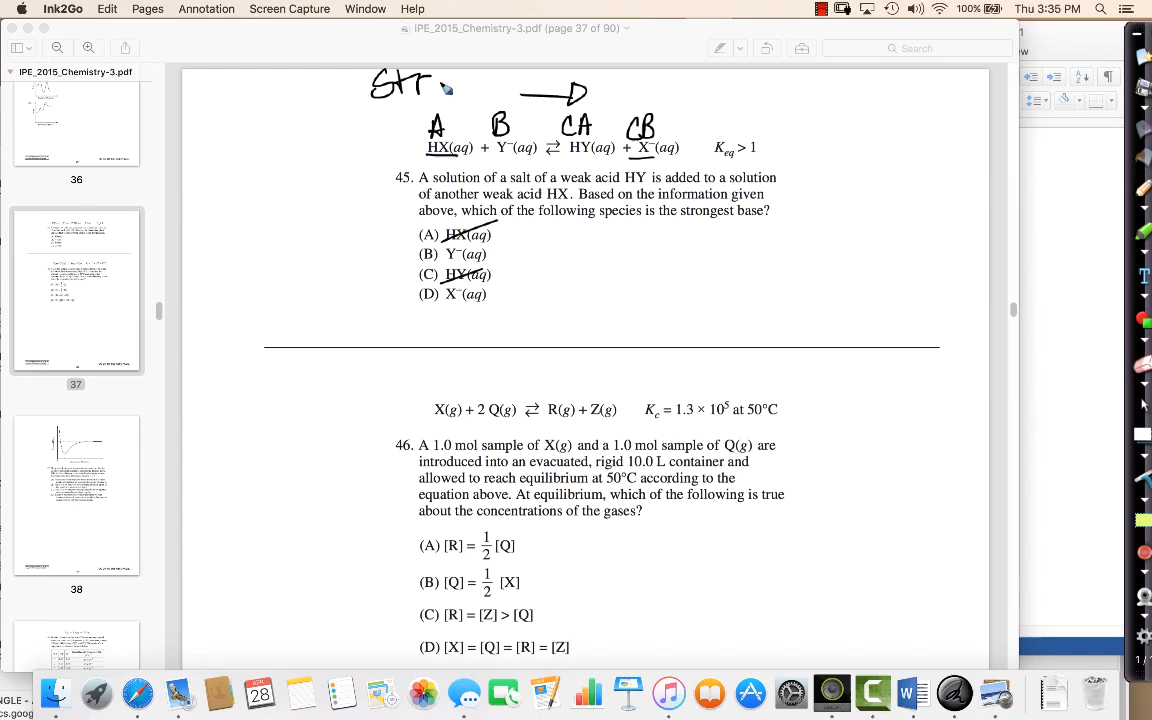 Ink2Go Edit Pages Annotation Screen Capture Window Help 100% Thu 3:35 PM
IPE_2015_Chemistry-3.pdf (page 37 of 90)
Search
IPE_2015_Chemistry-3.pdf
36
37
38
Str
A B CA CB
HX(aq) + Y⁻(aq) ⇄ HY(aq) + X⁻(aq) Keq > 1
45. A solution of a salt of a weak acid HY is added to a solution
of another weak acid HX. Based on the information given
above, which of the following species is the strongest base?
(A) HX(aq)
(B) Y⁻(aq)
(C) HY(aq)
(D) X⁻(aq)
X(g) + 2 Q(g) ⇄ R(g) + Z(g) Kc = 1.3 × 10⁵ at 50°C
46. A 1.0 mol sample of X(g) and a 1.0 mol sample of Q(g) are
introduced into an evacuated, rigid 10.0 L container and
allowed to reach equilibrium at 50°C according to the
equation above. At equilibrium, which of the following is true
about the concentrations of the gases?
(A) [R] = 1/2 [Q]
(B) [Q] = 1/2 [X]
(C) [R] = [Z] > [Q]
(D) [X] = [Q] = [R] = [Z]
APR
28
NGLE -
cs.google
1/